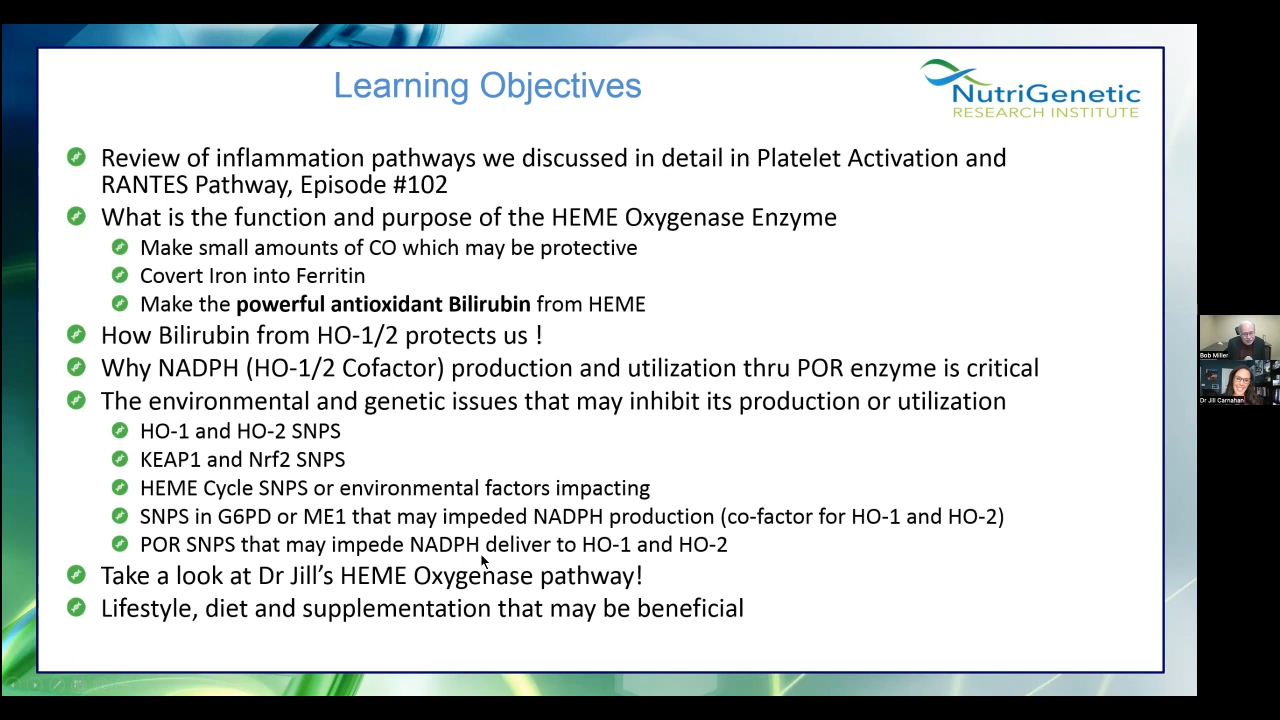 Learning Objectives
NutriGenetic
RESEARCH INSTITUTE
Review of inflammation pathways we discussed in detail in Platelet Activation and
RANTES Pathway, Episode #102
What is the function and purpose of the HEME Oxygenase Enzyme
Make small amounts of CO which may be protective
Covert Iron into Ferritin
Make the powerful antioxidant Bilirubin from HEME
How Bilirubin from HO-1/2 protects us !
Why NADPH (HO-1/2 Cofactor) production and utilization thru POR enzyme is critical
The environmental and genetic issues that may inhibit its production or utilization
HO-1 and HO-2 SNPS
KEAP1 and Nrf2 SNPS
HEME Cycle SNPS or environmental factors impacting
SNPS in G6PD or ME1 that may impeded NADPH production (co-factor for HO-1 and HO-2)
POR SNPS that may impede NADPH deliver to HO-1 and HO-2
Take a look at Dr Jill's HEME Oxygenase pathway!
Lifestyle, diet and supplementation that may be beneficial
Bob Miller
Dr Jill Carnahan